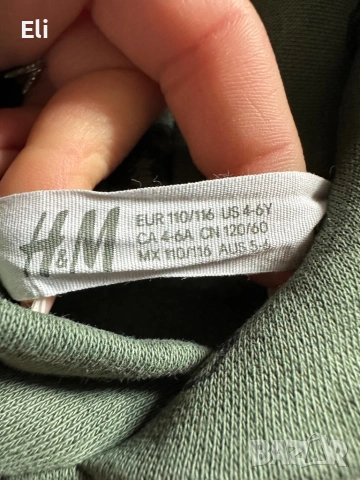 Eli
H&M
EUR 110/116 US 4-6Y
CA 4-6A CN 120/60
MX 110/116 AUS 5-6
BAZAR